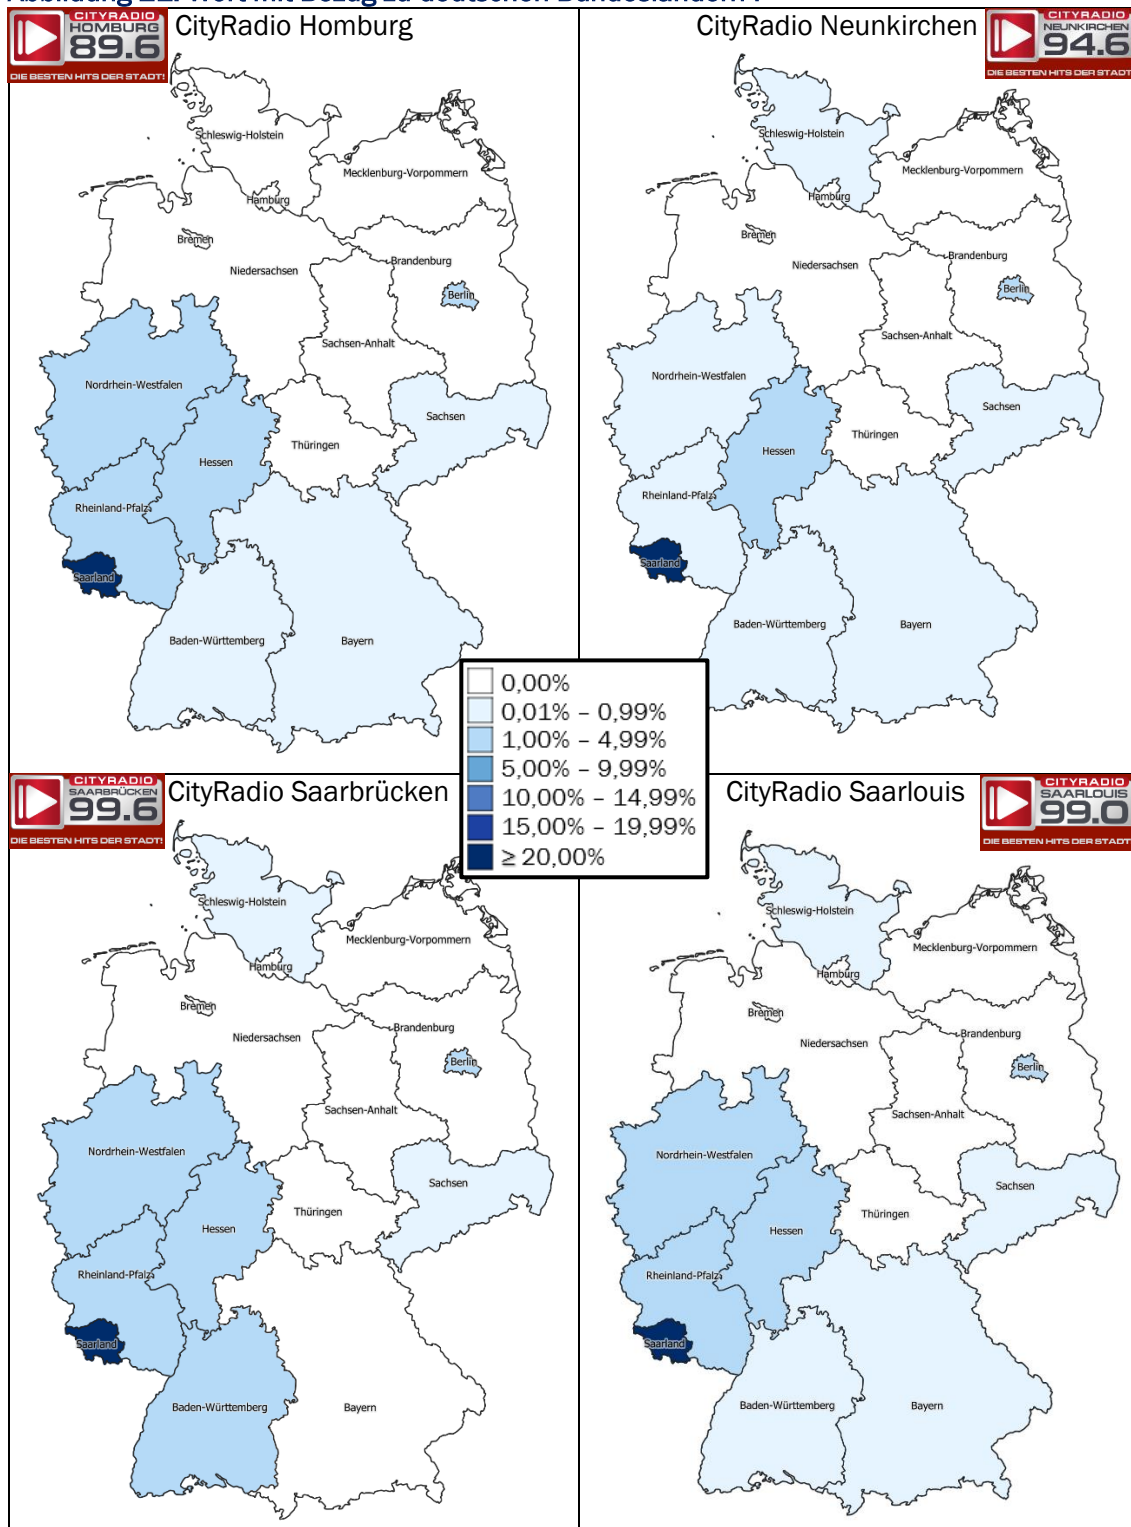 CITYRADIO
HOMBURG
89.6
DIE BESTEN HITS DER STADT!
CityRadio Homburg
Schleswig-Holstein
Mecklenburg-Vorpommern
Hamburg
Bremen
Niedersachsen
Brandenburg
Berlin
Sachsen-Anhalt
Nordrhein-Westfalen
Sachsen
Thüringen
Hessen
Rheinland-Pfalz
Saarland
Baden-Württemberg
Bayern
CityRadio Neunkirchen
CITYRADIO
NEUNKIRCHEN
94.6
DIE BESTEN HITS DER STADT
Schleswig-Holstein
Mecklenburg-Vorpommern
Hamburg
Bremen
Niedersachsen
Brandenburg
Berlin
Sachsen-Anhalt
Nordrhein-Westfalen
Sachsen
Thüringen
Hessen
Rheinland-Pfalz
Saarland
Baden-Württemberg
Bayern
0,00%
0,01% – 0,99%
1,00% – 4,99%
5,00% – 9,99%
10,00% – 14,99%
15,00% – 19,99%
≥ 20,00%
CITYRADIO
SAARBRÜCKEN
99.6
DIE BESTEN HITS DER STADT!
CityRadio Saarbrücken
Schleswig-Holstein
Mecklenburg-Vorpommern
Hamburg
Bremen
Niedersachsen
Brandenburg
Berlin
Sachsen-Anhalt
Nordrhein-Westfalen
Sachsen
Thüringen
Hessen
Rheinland-Pfalz
Saarland
Baden-Württemberg
Bayern
CityRadio Saarlouis
CITYRADIO
SAARLOUIS
99.0
DIE BESTEN HITS DER STADT
Schleswig-Holstein
Mecklenburg-Vorpommern
Hamburg
Bremen
Niedersachsen
Brandenburg
Berlin
Sachsen-Anhalt
Nordrhein-Westfalen
Sachsen
Thüringen
Hessen
Rheinland-Pfalz
Saarland
Baden-Württemberg
Bayern